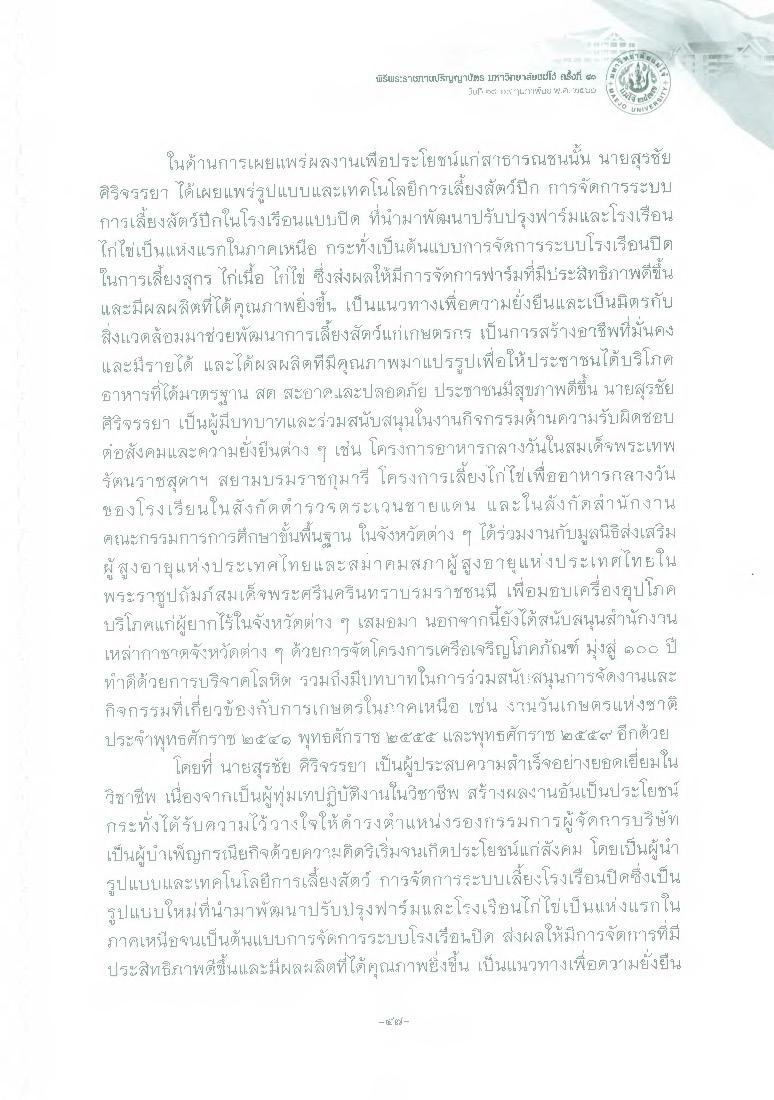 พิธีพระราชทานปริญญาบัตร มหาวิทยาลัยแม่โจ้ ครั้งที่ ๔๐
มหาวิทยาลัยแม่โจ้
MAEJO UNIVERSITY
ในด้านการเผยแพร่ผลงานเพื่อประโยชน์แก่สาธารณชนนั้น นายสุรชัย
ศิริจรรยา ได้เผยแพร่รูปแบบและเทคโนโลยีการเลี้ยงสัตว์ปีก การจัดการระบบ
การเลี้ยงสัตว์ปีกในโรงเรือนแบบปิด ที่นำมาพัฒนาปรับปรุงฟาร์มและโรงเรือน
ไก่ไข่เป็นแห่งแรกในภาคเหนือ กระทั่งเป็นต้นแบบการจัดการระบบโรงเรือนปิด
ในการเลี้ยงสุกร ไก่เนื้อ ไก่ไข่ ซึ่งส่งผลให้มีการจัดการฟาร์มที่มีประสิทธิภาพดีขึ้น
และมีผลผลิตที่ได้คุณภาพยิ่งขึ้น เป็นแนวทางเพื่อความยั่งยืนและเป็นมิตรกับ
สิ่งแวดล้อมมาช่วยพัฒนาการเลี้ยงสัตว์แก่เกษตรกร เป็นการสร้างอาชีพที่มั่นคง
และมีรายได้ และได้ผลผลิตที่มีคุณภาพมาแปรรูปเพื่อให้ประชาชนได้บริโภค
อาหารที่ได้มาตรฐาน สด สะอาดและปลอดภัย ประชาชนมีสุขภาพดีขึ้น นายสุรชัย
ศิริจรรยา เป็นผู้มีบทบาทและร่วมสนับสนุนในงานกิจกรรมด้านความรับผิดชอบ
ต่อสังคมและความยั่งยืนต่าง ๆ เช่น โครงการอาหารกลางวันในสมเด็จพระเทพ
รัตนราชสุดาฯ สยามบรมราชกุมารี โครงการเลี้ยงไก่ไข่เพื่ออาหารกลางวัน
ของโรงเรียนในสังกัดตำรวจตระเวนชายแดน และในสังกัดสำนักงาน
คณะกรรมการการศึกษาขั้นพื้นฐาน ในจังหวัดต่าง ๆ ได้ร่วมงานกับมูลนิธิส่งเสริม
ผู้สูงอายุแห่งประเทศไทยและสมาคมสภาผู้สูงอายุแห่งประเทศไทยใน
พระราชูปถัมภ์สมเด็จพระศรีนครินทราบรมราชชนนี เพื่อมอบเครื่องอุปโภค
บริโภคแก่ผู้ยากไร้ในจังหวัดต่าง ๆ เสมอมา นอกจากนี้ยังได้สนับสนุนสำนักงาน
เหล่ากาชาดจังหวัดต่าง ๆ ด้วยการจัดโครงการเครือเจริญโภคภัณฑ์ มุ่งสู่ ๑๐๐ ปี
ทำดีด้วยการบริจาคโลหิต รวมถึงมีบทบาทในการร่วมสนับสนุนการจัดงานและ
กิจกรรมที่เกี่ยวข้องกับการเกษตรในภาคเหนือ เช่น งานวันเกษตรแห่งชาติ
ประจำพุทธศักราช ๒๕๔๑ พุทธศักราช ๒๕๕๕ และพุทธศักราช ๒๕๕๙ อีกด้วย
โดยที่ นายสุรชัย ศิริจรรยา เป็นผู้ประสบความสำเร็จอย่างยอดเยี่ยมใน
วิชาชีพ เนื่องจากเป็นผู้ทุ่มเทปฏิบัติงานในวิชาชีพ สร้างผลงานอันเป็นประโยชน์
กระทั่งได้รับความไว้วางใจให้ดำรงตำแหน่งรองกรรมการผู้จัดการบริษัท
เป็นผู้บำเพ็ญกรณียกิจด้วยความคิดริเริ่มจนเกิดประโยชน์แก่สังคม โดยเป็นผู้นำ
รูปแบบและเทคโนโลยีการเลี้ยงสัตว์ การจัดการระบบเลี้ยงโรงเรือนปิดซึ่งเป็น
รูปแบบใหม่ที่นำมาพัฒนาปรับปรุงฟาร์มและโรงเรือนไก่ไข่เป็นแห่งแรกใน
ภาคเหนือจนเป็นต้นแบบการจัดการระบบโรงเรือนปิด ส่งผลให้มีการจัดการที่มี
ประสิทธิภาพดีขึ้นและมีผลผลิตที่ได้คุณภาพยิ่งขึ้น เป็นแนวทางเพื่อความยั่งยืน
-๔๗-